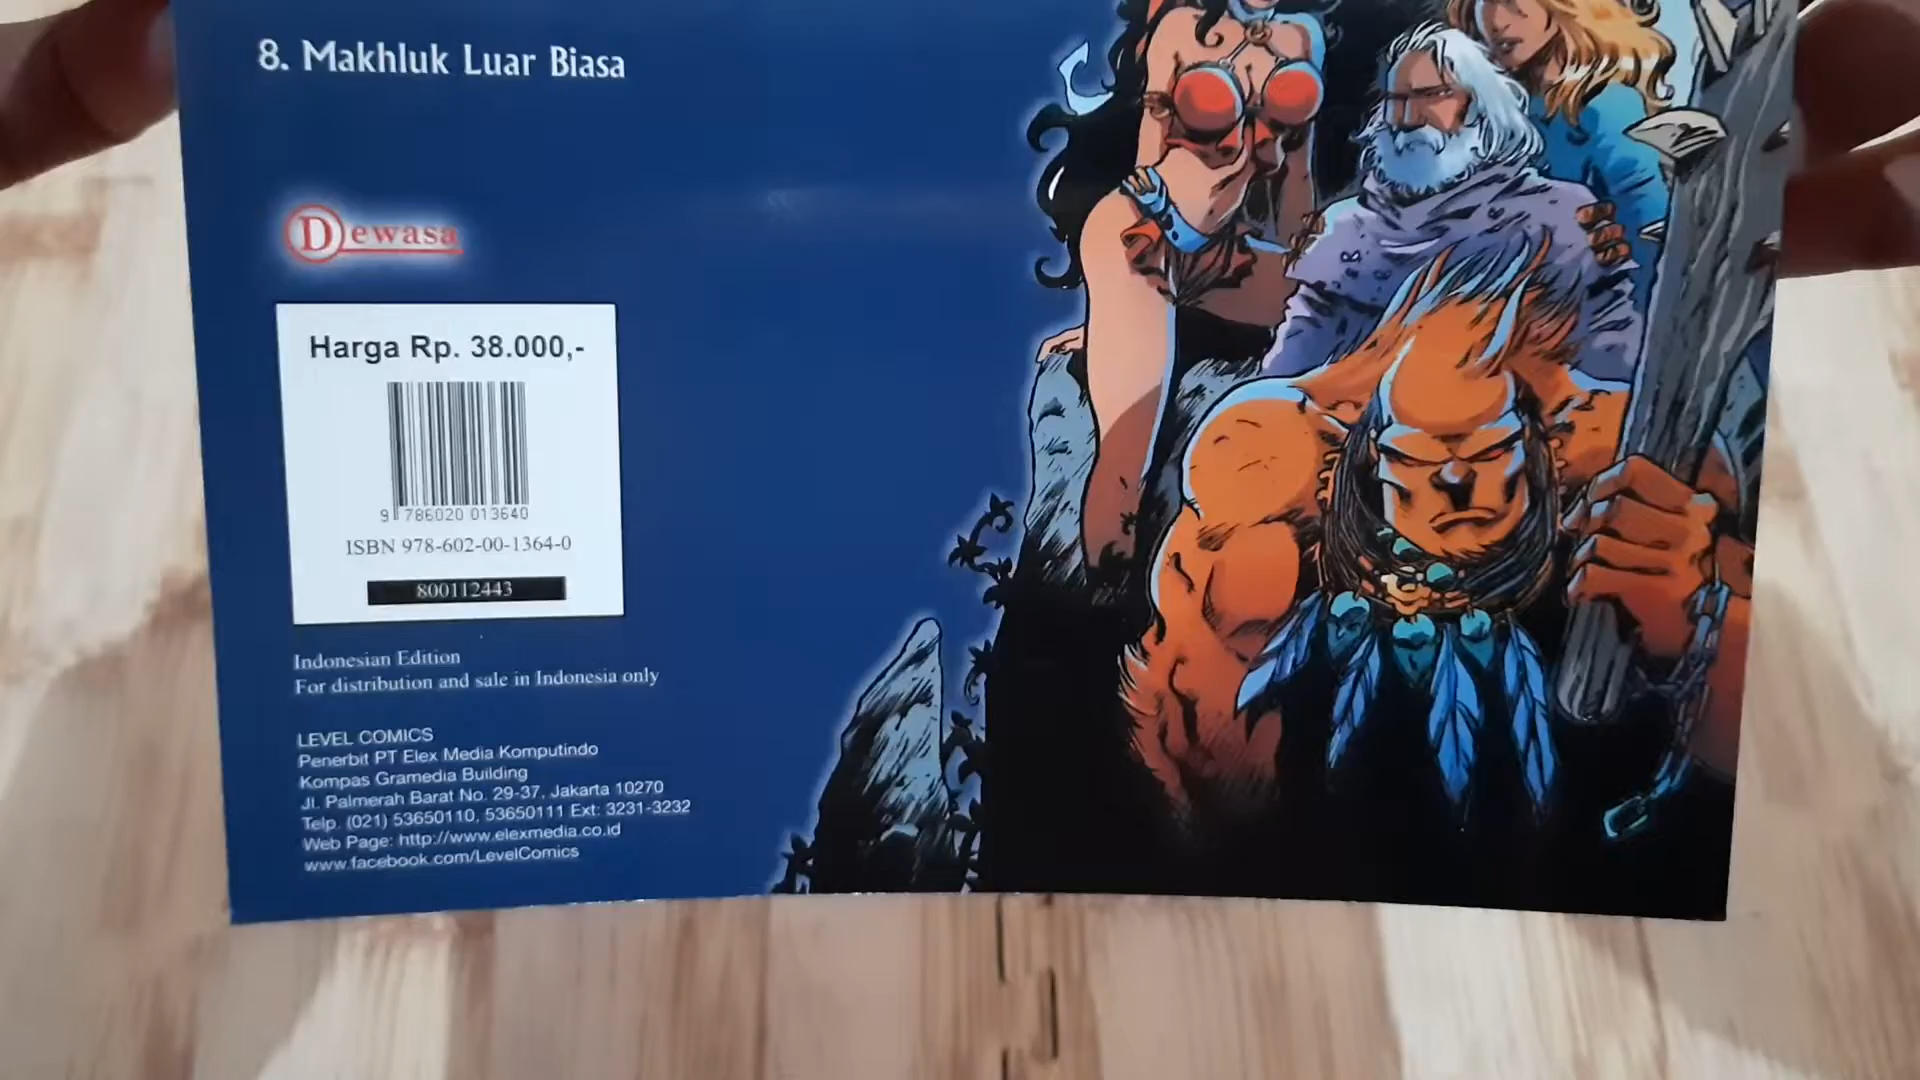 8. Makhluk Luar Biasa
Dewasa
Harga Rp. 38.000,-
9 786020 013640
ISBN 978-602-00-1364-0
800112443
Indonesian Edition
For distribution and sale in Indonesia only
LEVEL COMICS
Penerbit PT Elex Media Komputindo
Kompas Gramedia Building
Jl. Palmerah Barat No. 29-37, Jakarta 10270
Telp. (021) 53650110, 53650111 Ext: 3231-3232
Web Page: http://www.elexmedia.co.id
www.facebook.com/LevelComics